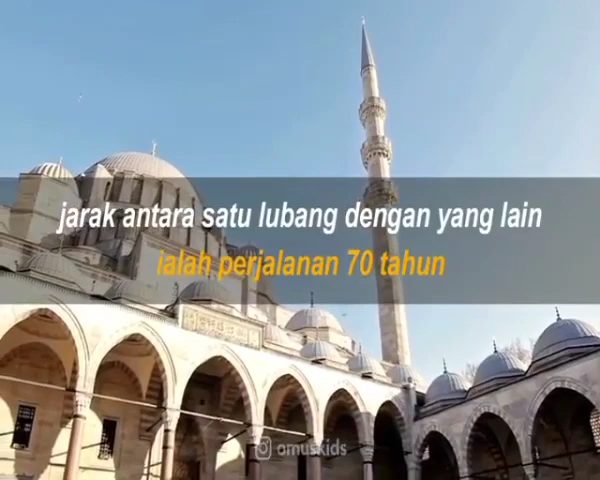 jarak antara satu lubang dengan yang lain
ialah perjalanan 70 tahun
omuskids